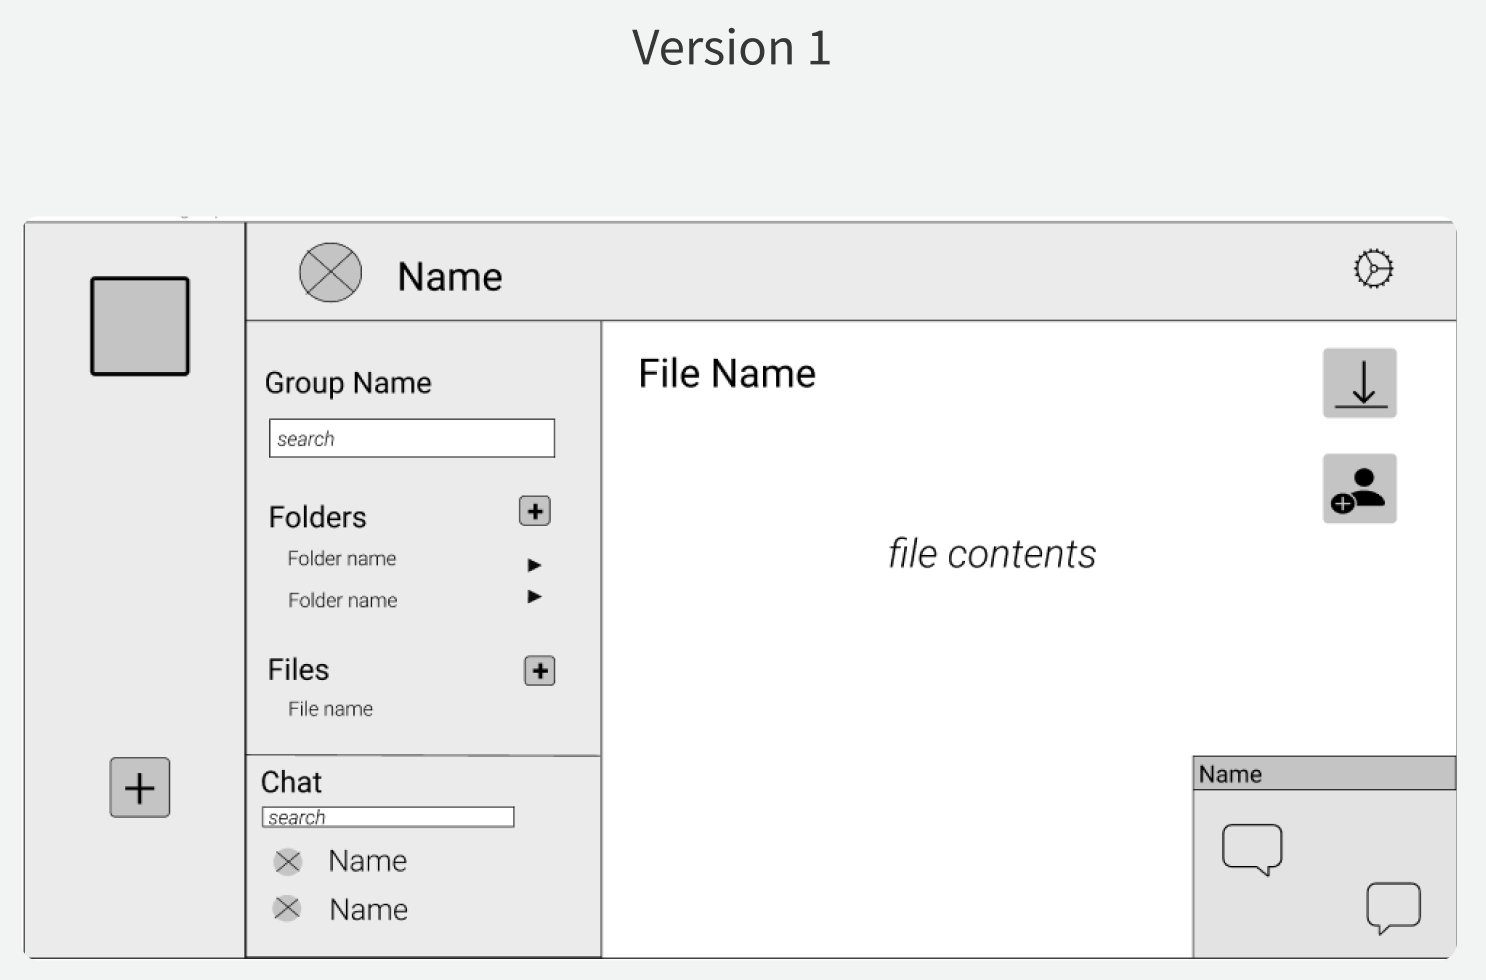 Version 1
Name
Group Name
search
Folders
Folder name
Folder name
Files
File name
Chat
search
Name
Name
File Name
file contents
Name